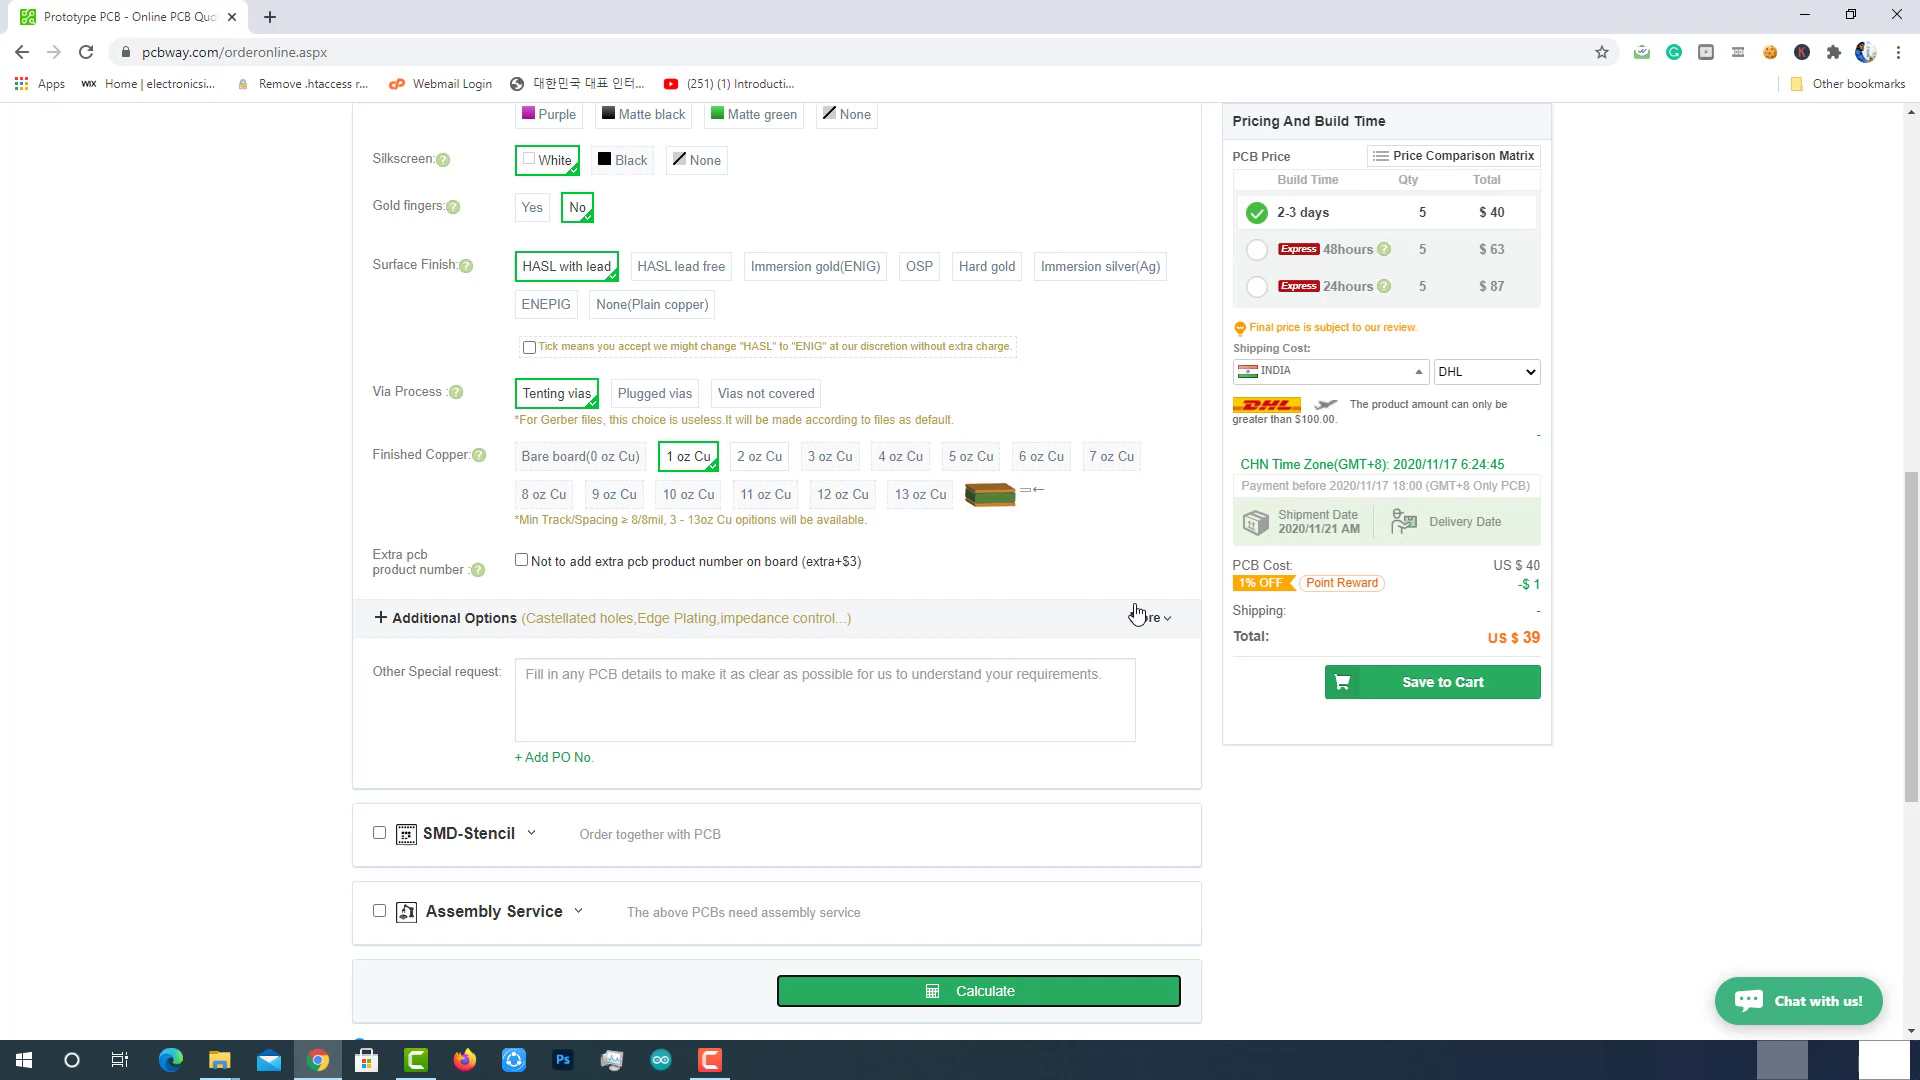 Prototype PCB - Online PCB Quo
pcbway.com/orderonline.aspx
Apps
WIX Home | electronicsi...
Remove .htaccess r...
cP Webmail Login
대한민국 대표 인터...
(251) (1) Introducti...
Other bookmarks
Purple
Matte black
Matte green
None
Silkscreen:
White
Black
None
Gold fingers:
Yes
No
Surface Finish:
HASL with lead
HASL lead free
Immersion gold(ENIG)
OSP
Hard gold
Immersion silver(Ag)
ENEPIG
None(Plain copper)
Tick means you accept we might change "HASL" to "ENIG" at our discretion without extra charge.
Via Process :
Tenting vias
Plugged vias
Vias not covered
*For Gerber files, this choice is useless.It will be made according to files as default.
Finished Copper:
Bare board(0 oz Cu)
1 oz Cu
2 oz Cu
3 oz Cu
4 oz Cu
5 oz Cu
6 oz Cu
7 oz Cu
8 oz Cu
9 oz Cu
10 oz Cu
11 oz Cu
12 oz Cu
13 oz Cu
*Min Track/Spacing ≥ 8/8mil, 3 - 13oz Cu opitions will be available.
Extra pcb
product number :
Not to add extra pcb product number on board (extra+$3)
+ Additional Options (Castellated holes,Edge Plating,impedance control...)
Other Special request:
Fill in any PCB details to make it as clear as possible for us to understand your requirements.
+ Add PO No.
SMD-Stencil
Order together with PCB
Assembly Service
The above PCBs need assembly service
Calculate
Pricing And Build Time
PCB Price
Price Comparison Matrix
Build Time Qty Total
2-3 days 5 $ 40
Express 48hours 5 $ 63
Express 24hours 5 $ 87
Final price is subject to our review.
Shipping Cost:
INDIA
DHL
DHL The product amount can only be
greater than $100.00.
-
CHN Time Zone(GMT+8): 2020/11/17 6:24:45
Payment before 2020/11/17 18:00 (GMT+8 Only PCB)
Shipment Date
2020/11/21 AM
Delivery Date
PCB Cost: US $ 40
1% OFF Point Reward -$ 1
Shipping: -
Total: US $ 39
Save to Cart
Chat with us!
Ps